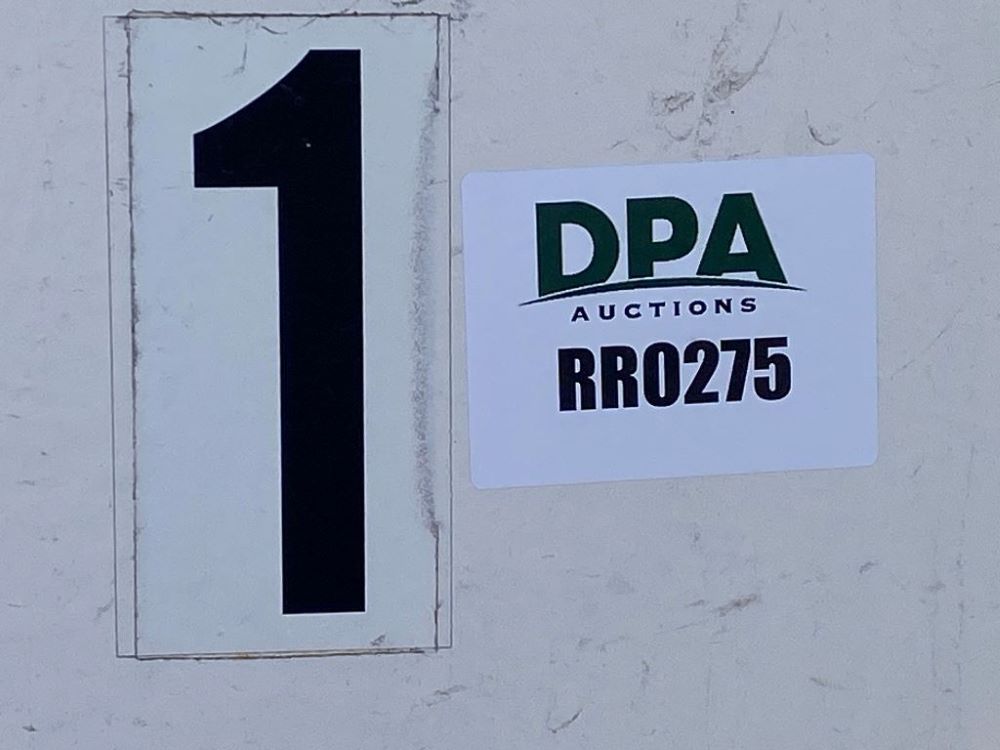 1
DPA
AUCTIONS
RR0275